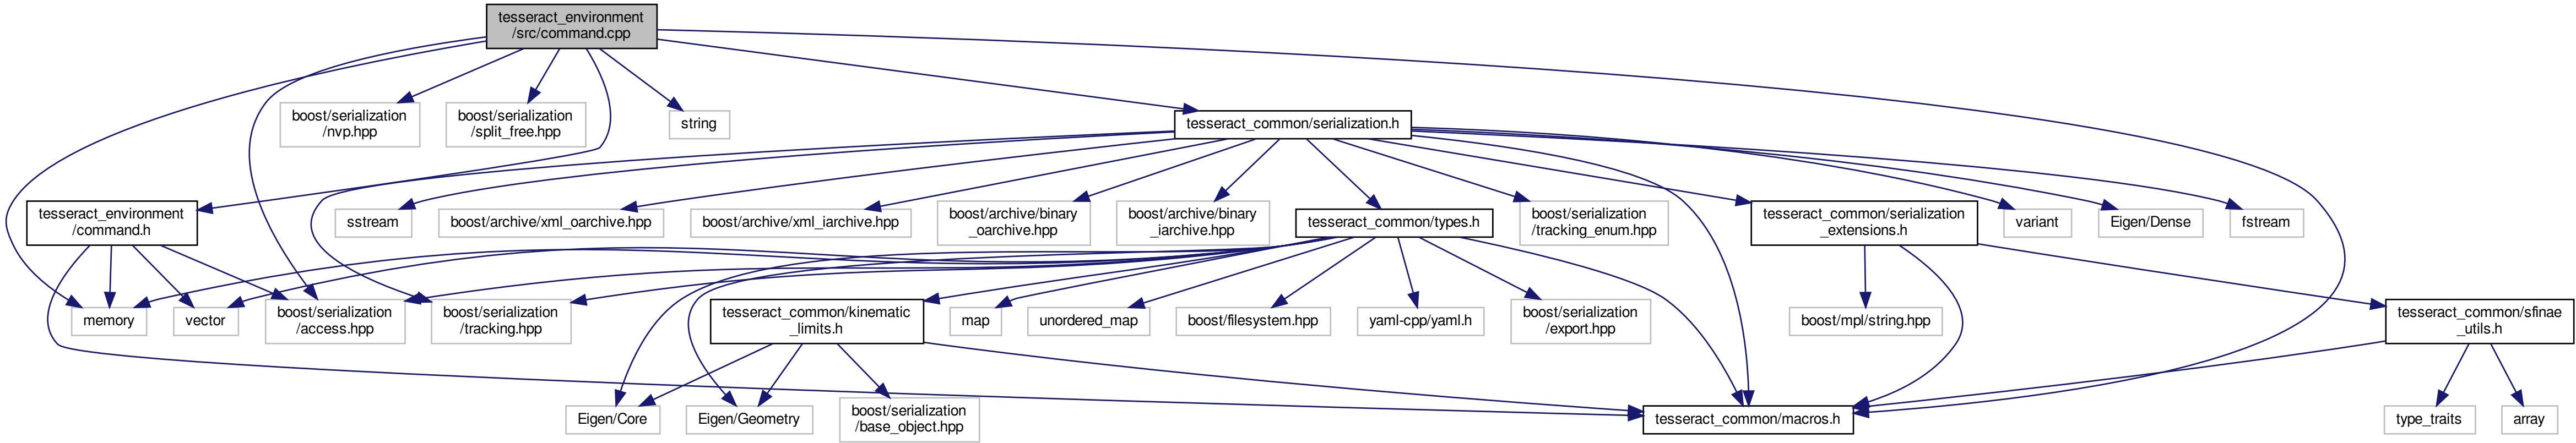 tesseract_environment
/src/command.cpp
boost/serialization
/nvp.hpp
boost/serialization
/split_free.hpp
string
tesseract_common/serialization.h
tesseract_environment
/command.h
sstream
boost/archive/xml_oarchive.hpp
boost/archive/xml_iarchive.hpp
boost/archive/binary
_oarchive.hpp
boost/archive/binary
_iarchive.hpp
tesseract_common/types.h
boost/serialization
/tracking_enum.hpp
tesseract_common/serialization
_extensions.h
variant
Eigen/Dense
fstream
memory
vector
boost/serialization
/access.hpp
boost/serialization
/tracking.hpp
tesseract_common/kinematic
_limits.h
map
unordered_map
boost/filesystem.hpp
yaml-cpp/yaml.h
boost/serialization
/export.hpp
boost/mpl/string.hpp
tesseract_common/sfinae
_utils.h
Eigen/Core
Eigen/Geometry
boost/serialization
/base_object.hpp
tesseract_common/macros.h
type_traits
array